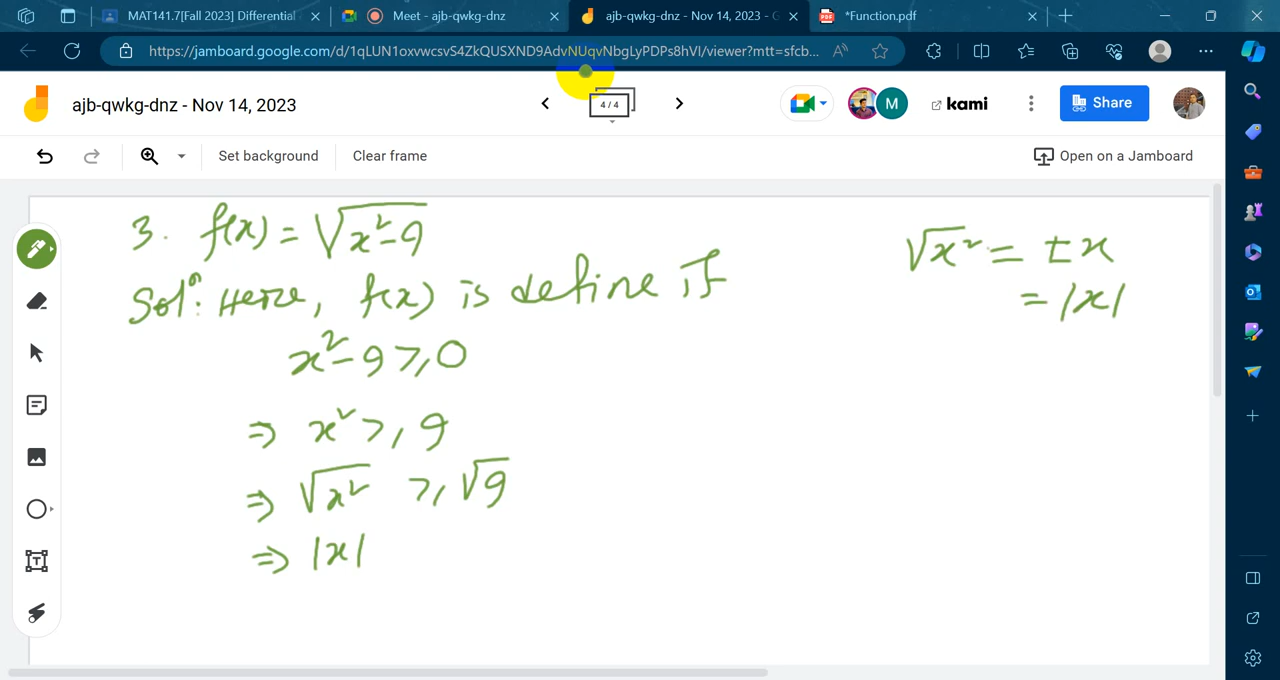 MAT141.7[Fall 2023] Differential
Meet - ajb-qwkg-dnz
ajb-qwkg-dnz - Nov 14, 2023 - G
*Function.pdf
https://jamboard.google.com/d/1qLUN1oxvwcsvS4ZkQUSXND9AdvNUqvNbgLyPDPs8hVI/viewer?mtt=sfcb...
ajb-qwkg-dnz - Nov 14, 2023
4 / 4
M
kami
Share
Set background
Clear frame
Open on a Jamboard
3. f(x) = √x²-9
Solⁿ: Here, f(x) is define if
x²-9 ≥ 0
⇒ x² ≥ 9
⇒ √x² ≥ √9
⇒ |x|
√x² = ±x
= |x|